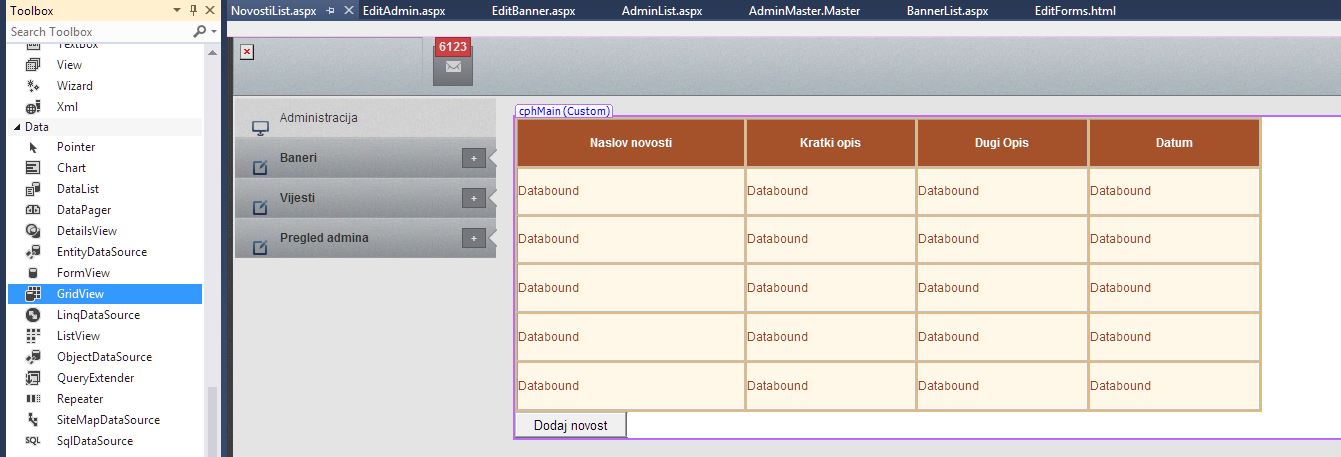 Toolbox
Search Toolbox
TextBox
View
Wizard
Xml
Data
Pointer
Chart
DataList
DataPager
DetailsView
EntityDataSource
FormView
GridView
LinqDataSource
ListView
ObjectDataSource
QueryExtender
Repeater
SiteMapDataSource
SQL SqlDataSource
NovostiList.aspx EditAdmin.aspx EditBanner.aspx AdminList.aspx AdminMaster.Master BannerList.aspx EditForms.html
6123
Administracija
Baneri +
Vijesti +
Pregled admina +
cphMain (Custom)
Naslov novosti Kratki opis Dugi Opis Datum
Databound Databound Databound Databound
Databound Databound Databound Databound
Databound Databound Databound Databound
Databound Databound Databound Databound
Databound Databound Databound Databound
Dodaj novost